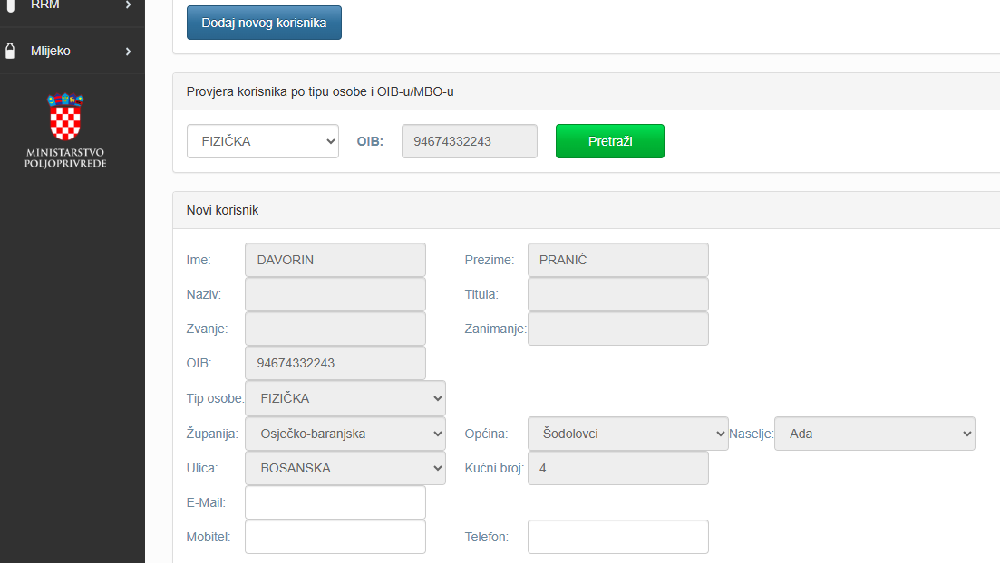 RRM
Dodaj novog korisnika
Mlijeko
MINISTARSTVO
POLJOPRIVREDE
Provjera korisnika po tipu osobe i OIB-u/MBO-u
FIZIČKA OIB: 94674332243 Pretraži
Novi korisnik
Ime: DAVORIN Prezime: PRANIĆ
Naziv: Titula:
Zvanje: Zanimanje:
OIB: 94674332243
Tip osobe: FIZIČKA
Županija: Osječko-baranjska Općina: Šodolovci Naselje: Ada
Ulica: BOSANSKA Kućni broj: 4
E-Mail:
Mobitel: Telefon: